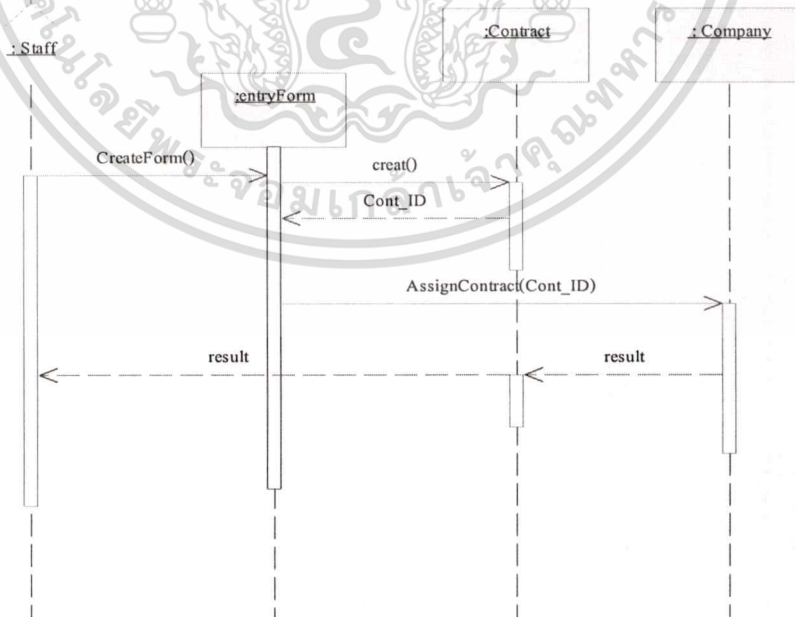 : Staff
:Contract
: Company
:entryForm
CreateForm()
creat()
Cont_ID
AssignContract(Cont_ID)
result
result